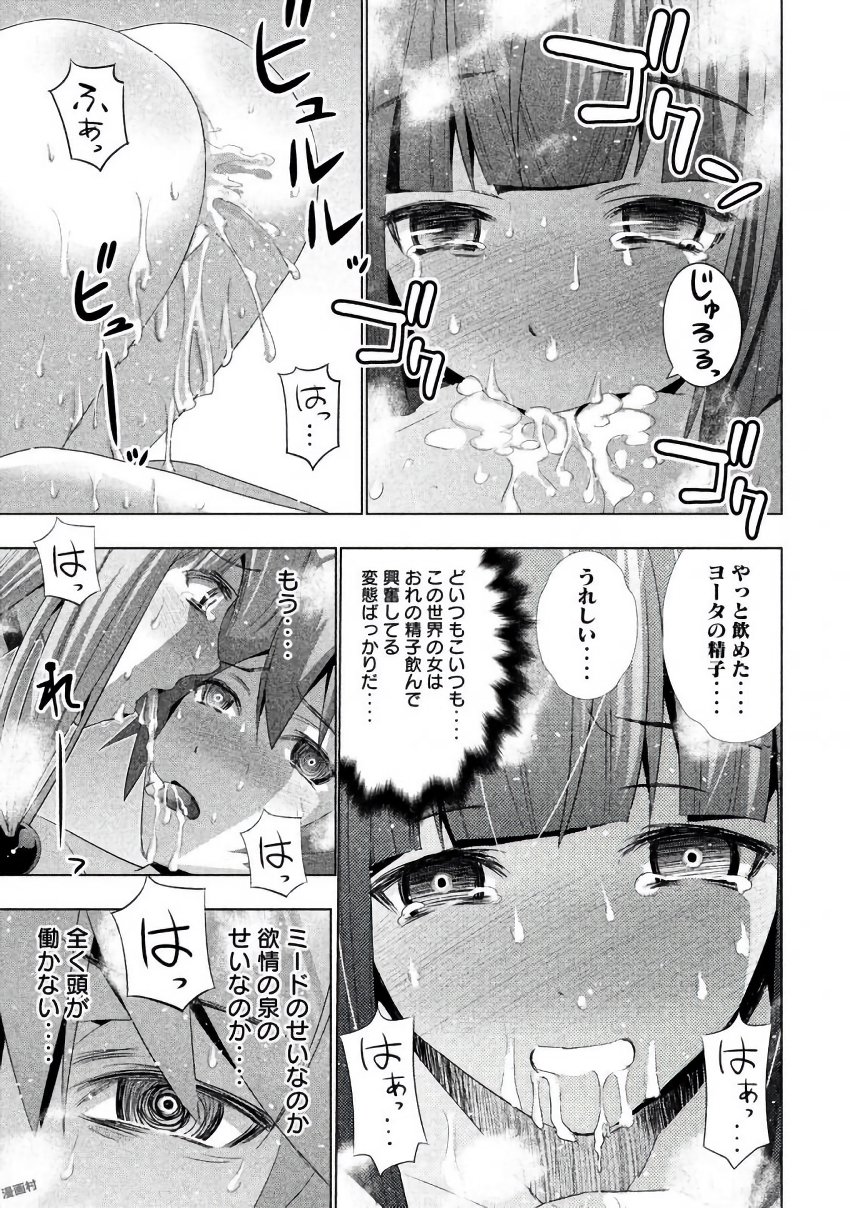 ゴク
ゴクン
じゅるるっ
ゴク
ゴク
ビュルルルッ
ふぁっ
ビュー――ッ
はっ…
やっと飲めた‥‥
ヨータの精子‥‥
うれしい‥‥
どいつもこいつも‥‥
この世界の女は
おれの精子飲んで
興奮してる
変態ばっかりだ‥‥
はぁっ‥‥
はぁっ‥‥
もう‥‥
はっ
れーっ
はっ
ミードのせいなのか
欲情の泉の
せいなのか‥‥
はっ
全く頭が
働かない‥‥
漫画村